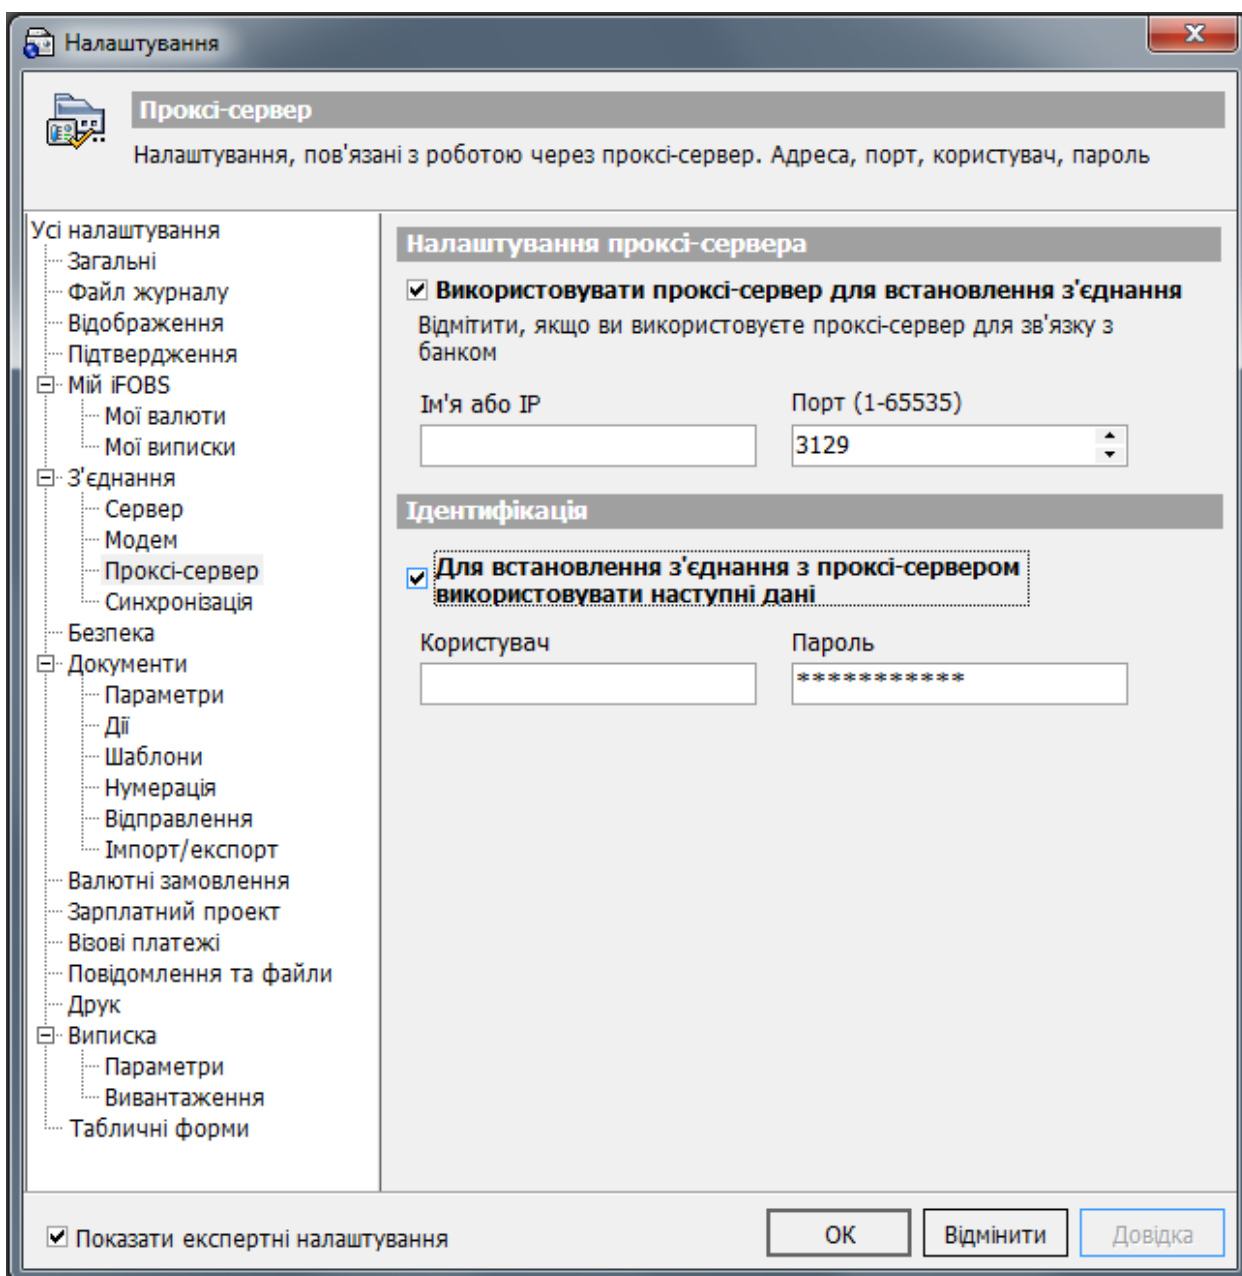 Налаштування
Проксі-сервер
Налаштування, пов'язані з роботою через проксі-сервер. Адреса, порт, користувач, пароль
Усі налаштування
Загальні
Файл журналу
Відображення
Підтвердження
Мій iFOBS
Мої валюти
Мої виписки
З'єднання
Сервер
Модем
Проксі-сервер
Синхронізація
Безпека
Документи
Параметри
Дії
Шаблони
Нумерація
Відправлення
Імпорт/експорт
Валютні замовлення
Зарплатний проект
Візові платежі
Повідомлення та файли
Друк
Виписка
Параметри
Вивантаження
Табличні форми
Налаштування проксі-сервера
Використовувати проксі-сервер для встановлення з'єднання
Відмітити, якщо ви використовуєте проксі-сервер для зв'язку з
банком
Ім'я або IP
Порт (1-65535)
3129
Ідентифікація
Для встановлення з'єднання з проксі-сервером
використовувати наступні дані
Користувач
Пароль
***********
Показати експертні налаштування
ОК
Відмінити
Довідка